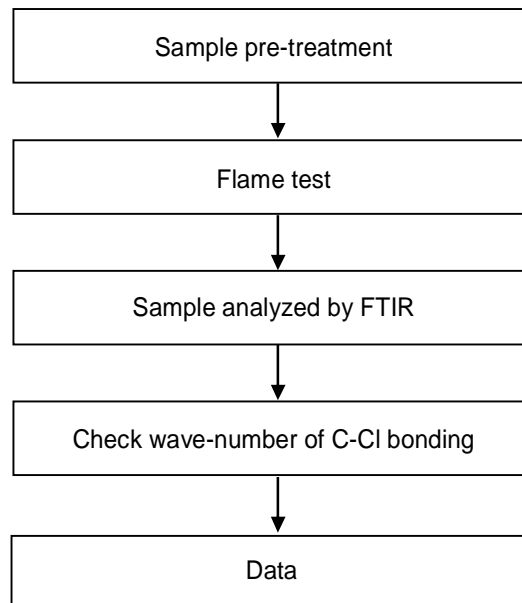 Sample pre-treatment
Flame test
Sample analyzed by FTIR
Check wave-number of C-Cl bonding
Data